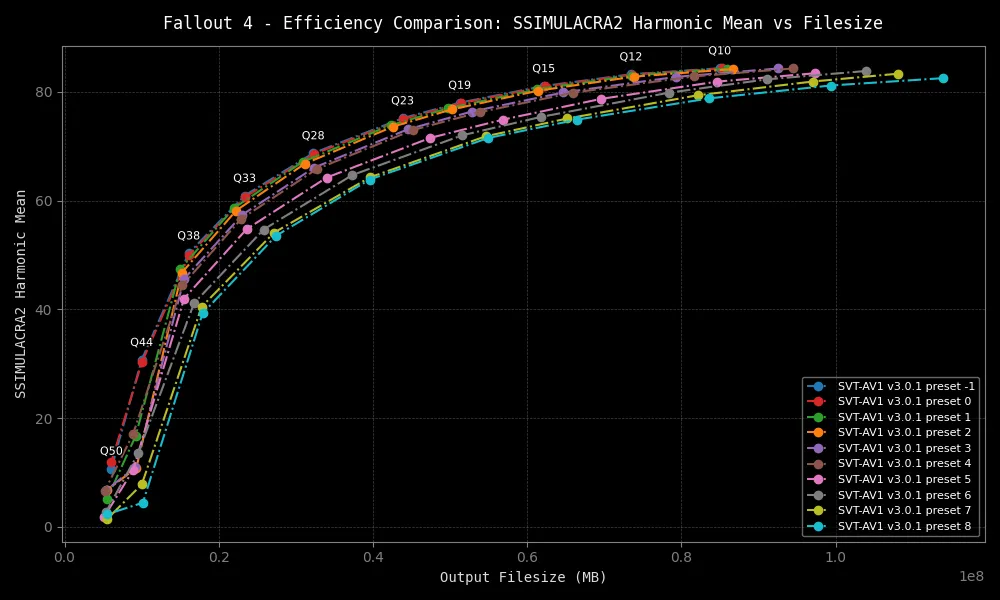 Fallout 4 - Efficiency Comparison: SSIMULACRA2 Harmonic Mean vs Filesize
SSIMULACRA2 Harmonic Mean
80
60
40
20
0
Q50
Q44
Q38
Q33
Q28
Q23
Q19
Q15
Q12
Q10
SVT-AV1 v3.0.1 preset -1
SVT-AV1 v3.0.1 preset 0
SVT-AV1 v3.0.1 preset 1
SVT-AV1 v3.0.1 preset 2
SVT-AV1 v3.0.1 preset 3
SVT-AV1 v3.0.1 preset 4
SVT-AV1 v3.0.1 preset 5
SVT-AV1 v3.0.1 preset 6
SVT-AV1 v3.0.1 preset 7
SVT-AV1 v3.0.1 preset 8
0.0 0.2 0.4 0.6 0.8 1.0
1e8
Output Filesize (MB)